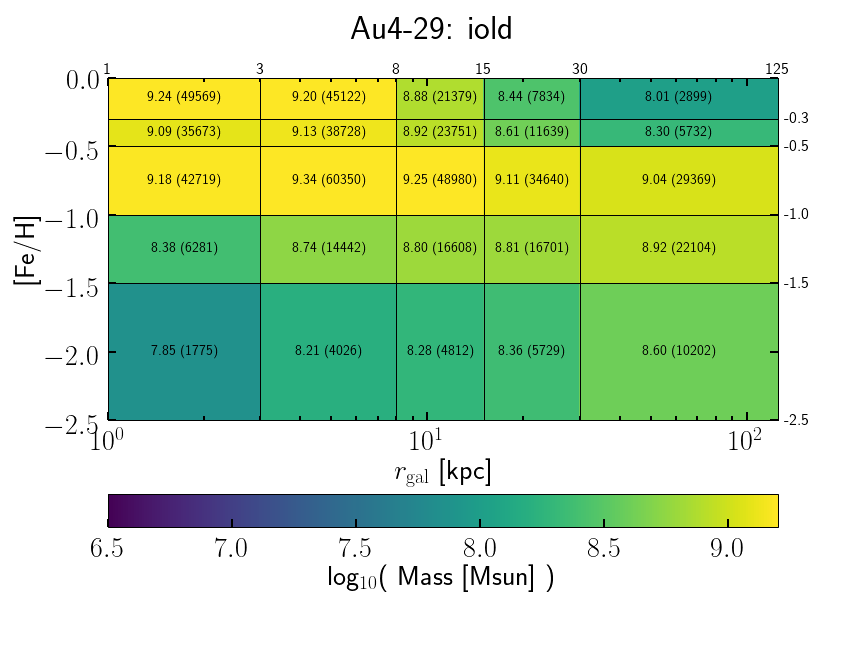 Au4-29: iold
1 3 8 15 30 125
0.0 9.24 (49569) 9.20 (45122) 8.88 (21379) 8.44 (7834) 8.01 (2899)
-0.3
9.09 (35673) 9.13 (38728) 8.92 (23751) 8.61 (11639) 8.30 (5732)
−0.5 -0.5
9.18 (42719) 9.34 (60350) 9.25 (48980) 9.11 (34640) 9.04 (29369)
−1.0 -1.0
[Fe/H]
8.38 (6281) 8.74 (14442) 8.80 (16608) 8.81 (16701) 8.92 (22104)
−1.5 -1.5
−2.0 7.85 (1775) 8.21 (4026) 8.28 (4812) 8.36 (5729) 8.60 (10202)
−2.5 -2.5
10^0 10^1 10^2
r_gal [kpc]
6.5 7.0 7.5 8.0 8.5 9.0
log_10( Mass [Msun] )